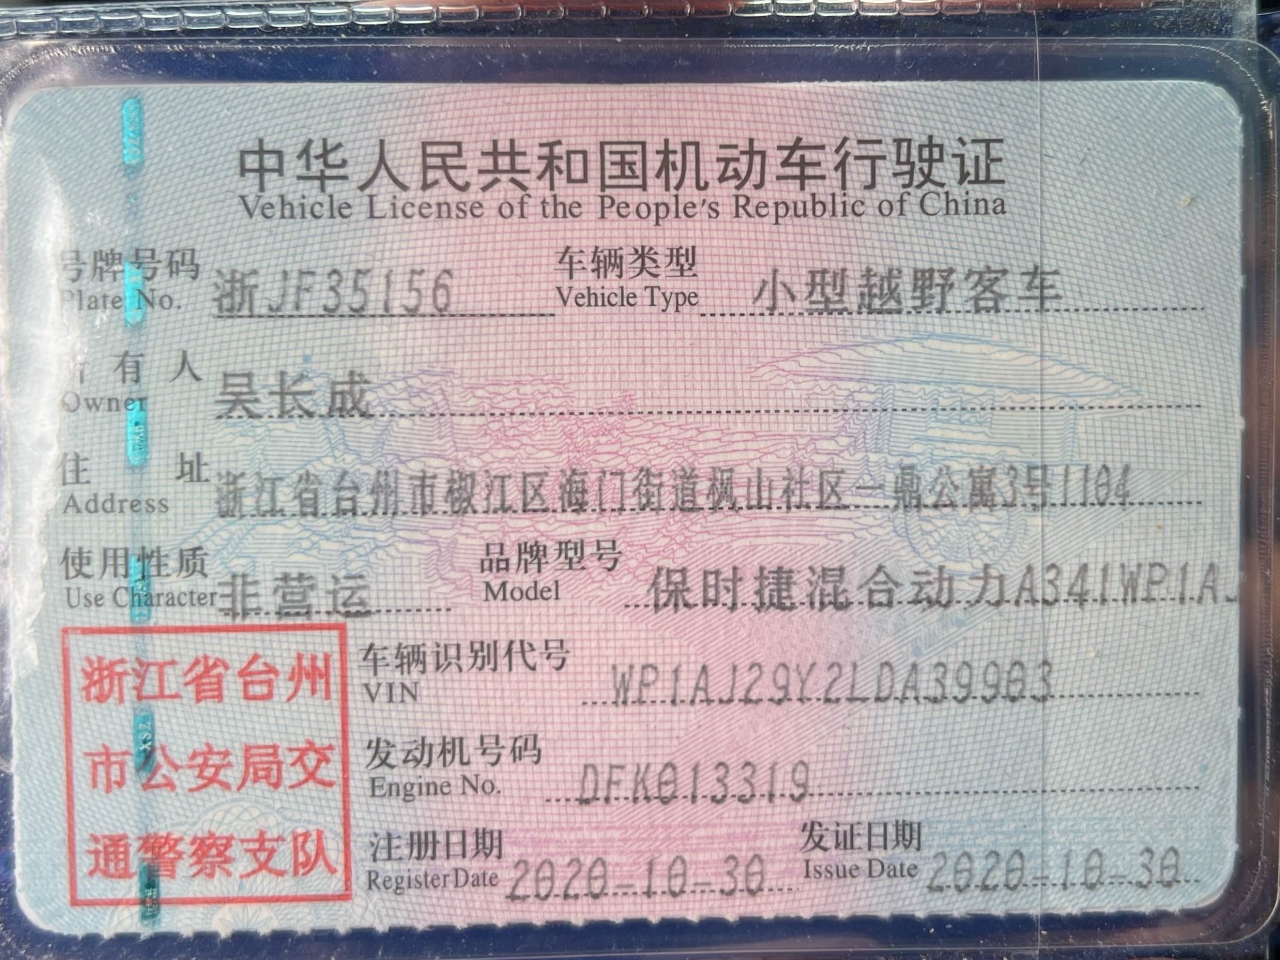 中华人民共和国机动车行驶证
Vehicle License of the People's Republic of China
号牌号码 浙JF35156 车辆类型 小型越野客车
Plate No. Vehicle Type
所有人 吴长成
Owner
住址 浙江省台州市椒江区海门街道枫山社区一鼎公寓3号1104
Address
使用性质 非营运 品牌型号 保时捷混合动力A341WP1AJ
Use Character Model
浙江省台州
市公安局交
通警察支队
车辆识别代号 WP1AJ29Y2LDA39903
VIN
发动机号码 DFK013319
Engine No.
注册日期 2020-10-30 发证日期 2020-10-30
Register Date Issue Date